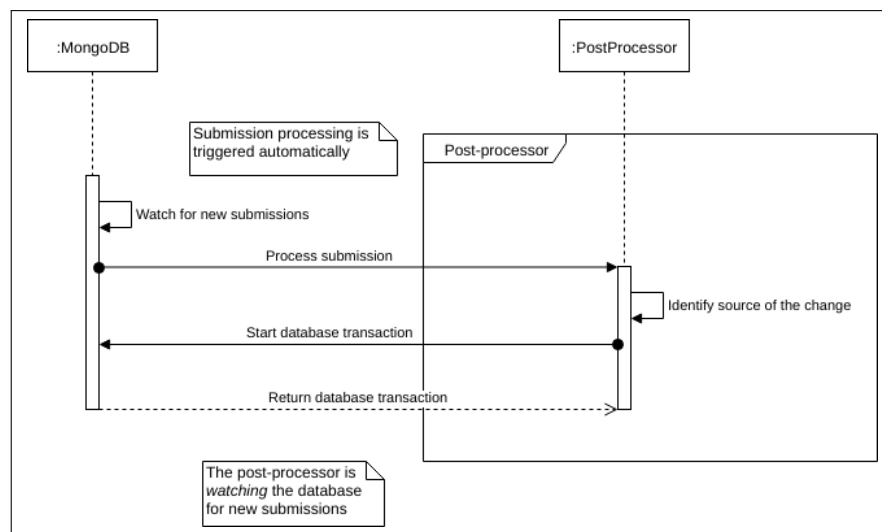 :MongoDB
:PostProcessor
Submission processing is
triggered automatically
Post-processor
Watch for new submissions
Process submission
Identify source of the change
Start database transaction
Return database transaction
The post-processor is
watching the database
for new submissions